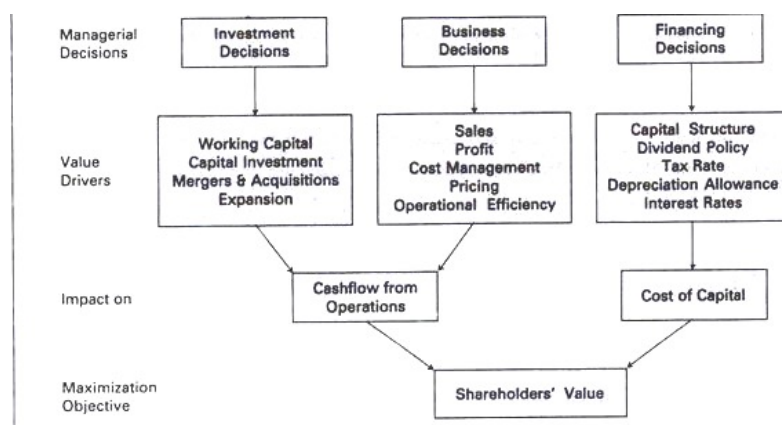 Managerial
Decisions
Investment
Decisions
Business
Decisions
Financing
Decisions
Value
Drivers
Working Capital
Capital Investment
Mergers & Acquisitions
Expansion
Sales
Profit
Cost Management
Pricing
Operational Efficiency
Capital Structure
Dividend Policy
Tax Rate
Depreciation Allowance
Interest Rates
Impact on
Cashflow from
Operations
Cost of Capital
Maximization
Objective
Shareholders' Value